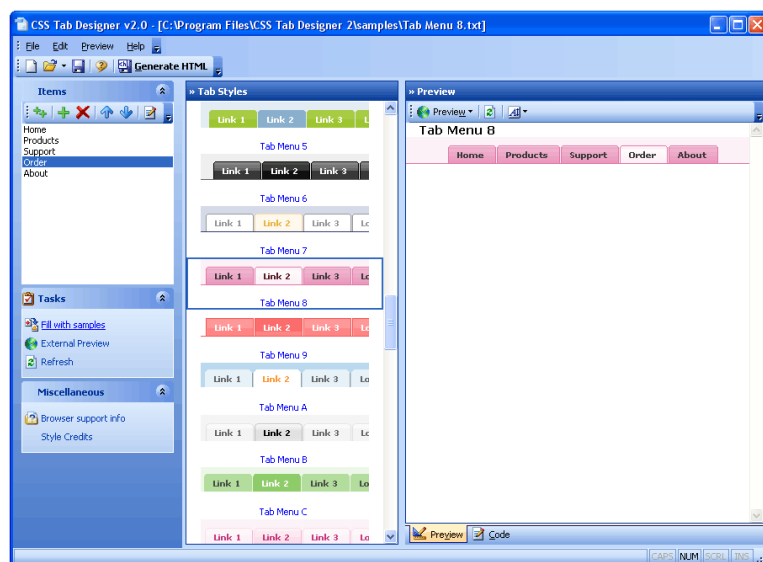 CSS Tab Designer v2.0 - [C:\Program Files\CSS Tab Designer 2\samples\Tab Menu 8.txt]
File Edit Preview Help
Generate HTML
Items
Home
Products
Support
Order
About
Tasks
Fill with samples
External Preview
Refresh
Miscellaneous
Browser support info
Style Credits
» Tab Styles
Link 1 Link 2 Link 3 L
Tab Menu 5
Link 1 Link 2 Link 3
Tab Menu 6
Link 1 Link 2 Link 3 Lo
Tab Menu 7
Link 1 Link 2 Link 3 Lo
Tab Menu 8
Link 1 Link 2 Link 3 Lo
Tab Menu 9
Link 1 Link 2 Link 3 Lo
Tab Menu A
Link 1 Link 2 Link 3 Lo
Tab Menu B
Link 1 Link 2 Link 3 Lo
Tab Menu C
Link 1 Link 2 Link 3 Lo
» Preview
Preview
Tab Menu 8
Home Products Support Order About
Preview Code
CAPS NUM SCRL INS